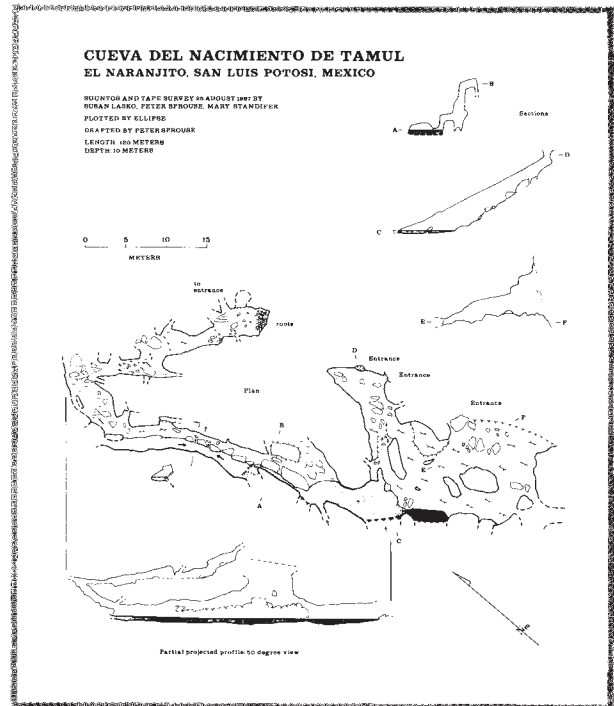 CUEVA DEL NACIMIENTO DE TAMUL
EL NARANJITO, SAN LUIS POTOSI, MEXICO
SUUNTOS AND TAPE SURVEY 25 AUGUST 1987 BY
SUSAN LASKO, PETER SPROUSE, MARY STANDIFER
PLOTTED BY ELLIPSE
DRAFTED BY PETER SPROUSE
LENGTH: 120 METERS
DEPTH: 10 METERS
B
Sections
A
D
C
0 5 10 15
METERS
E
F
to
entrance
roots
D
Entrance
Entrance
Plan
Entrance
B
F
E
A
C
Partial projected profile: 50 degree view